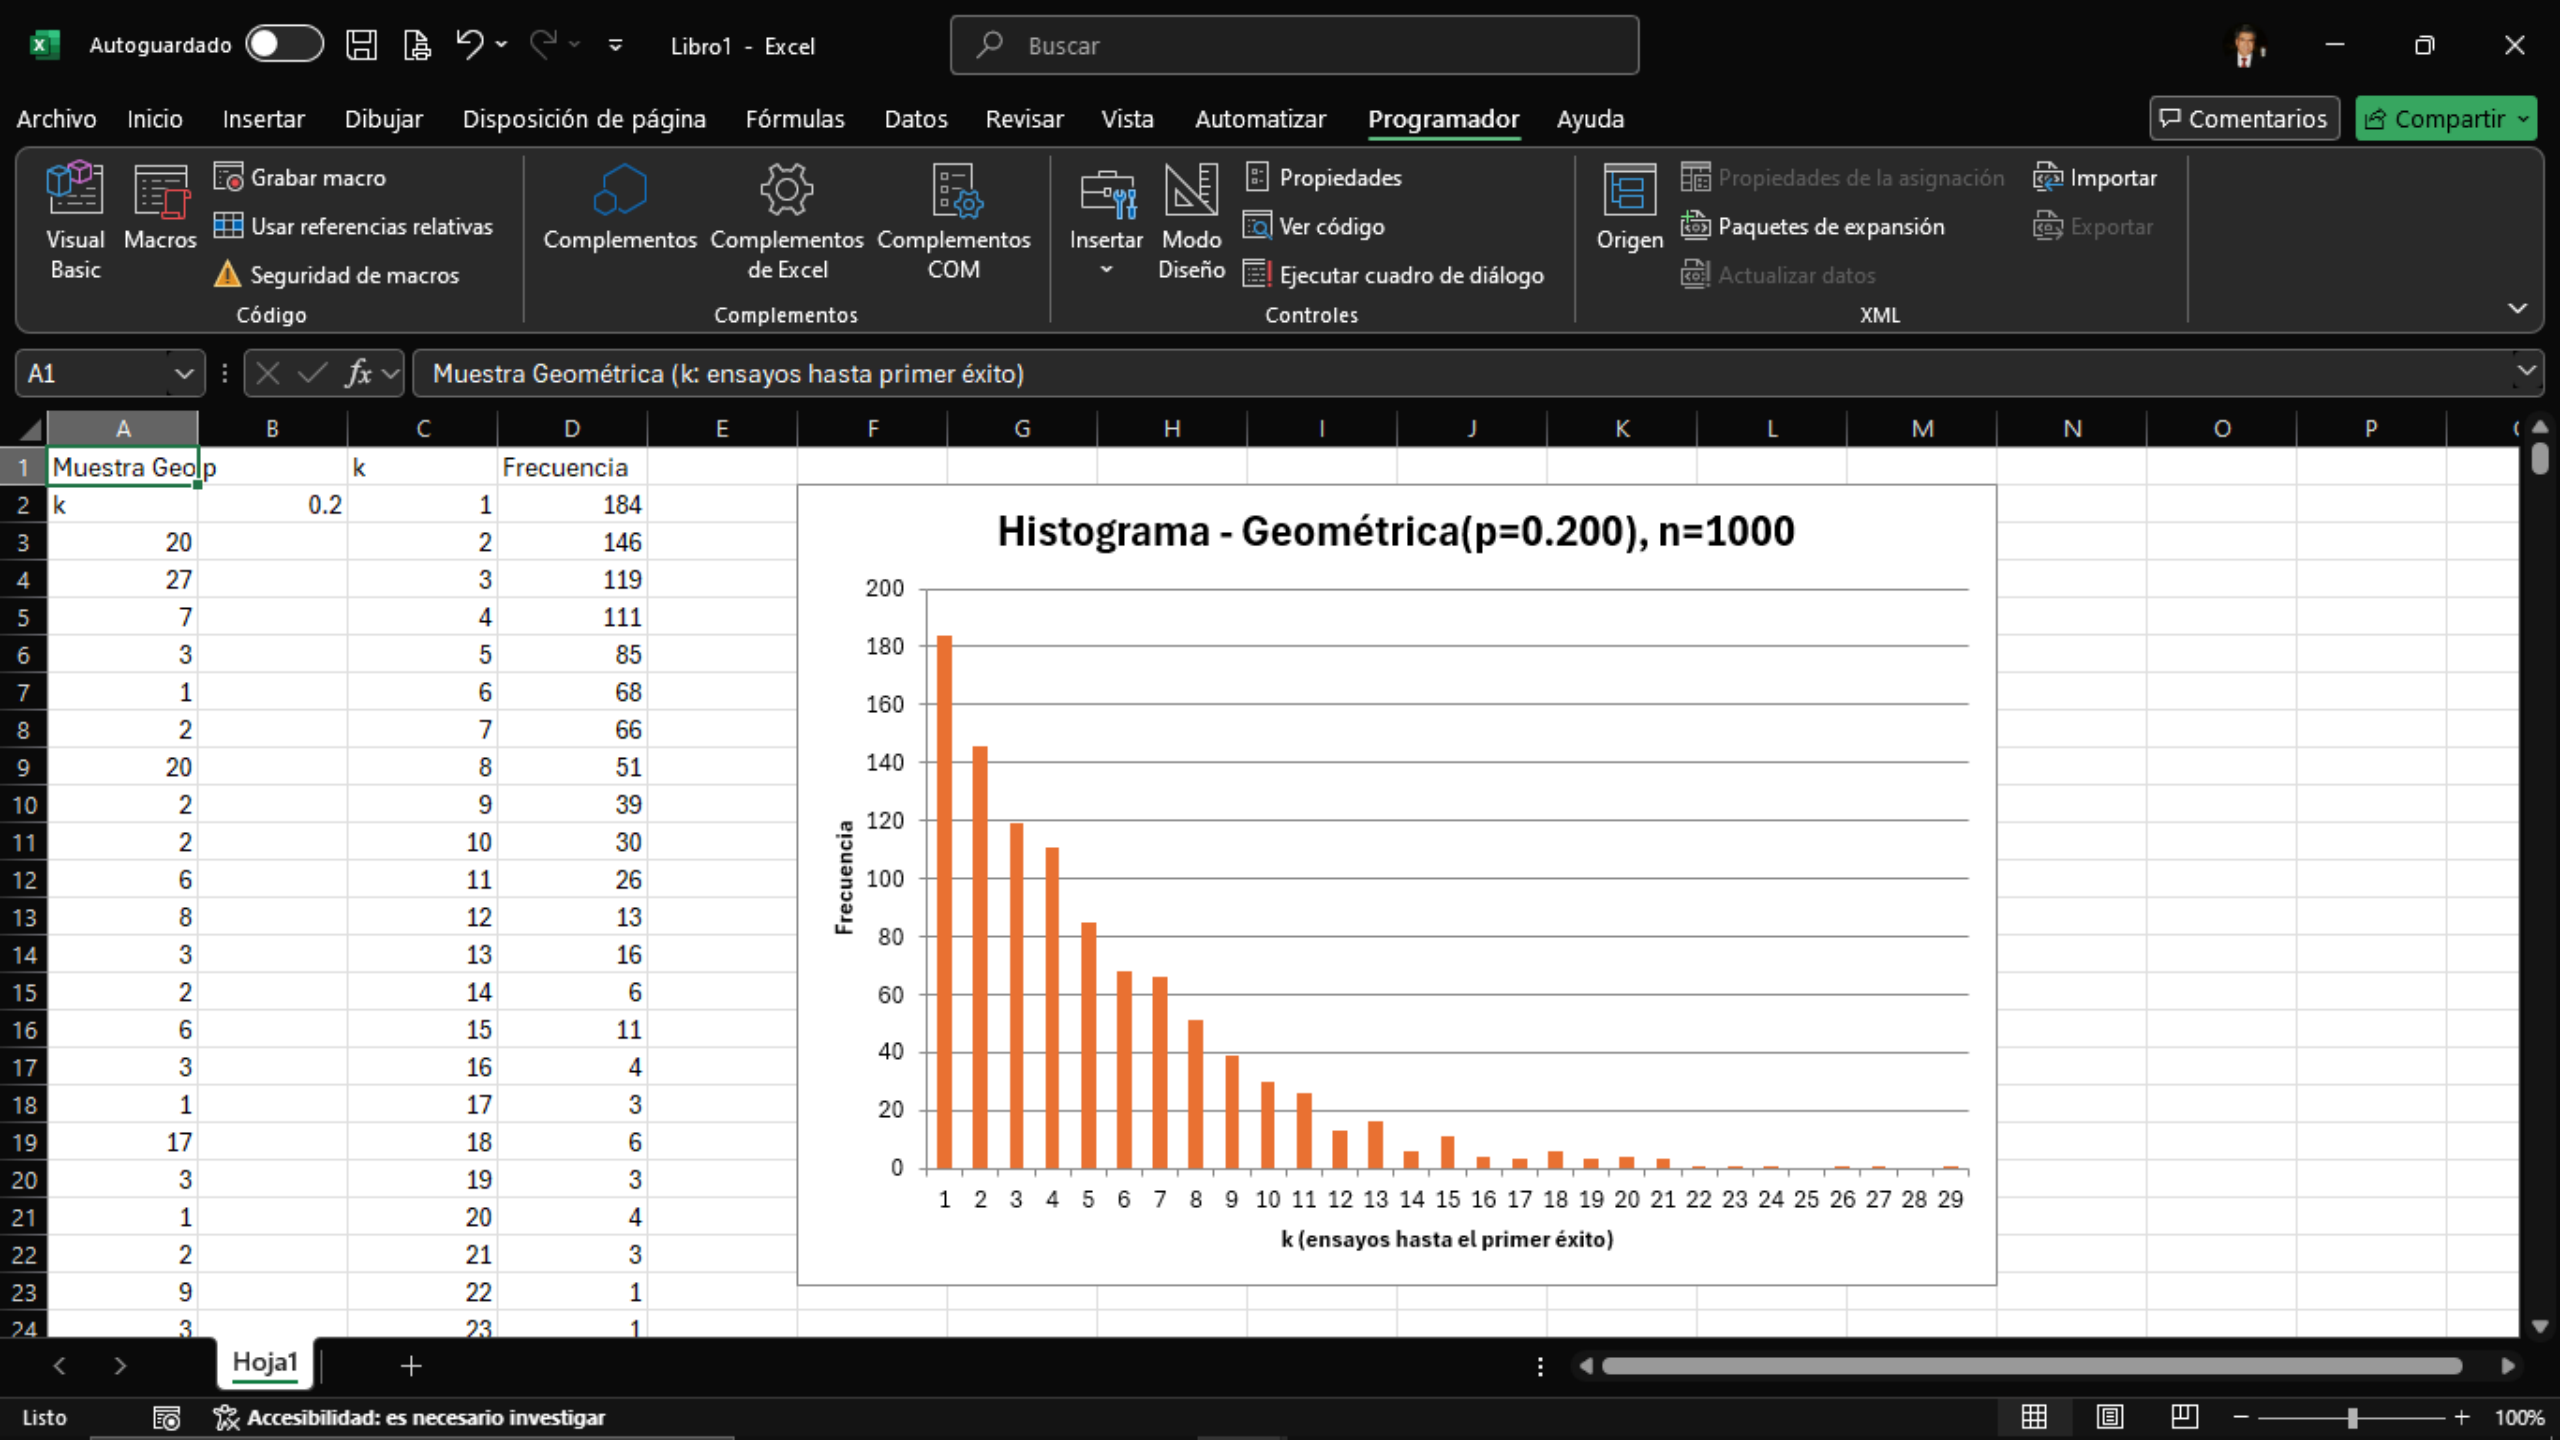 Autoguardado Libro1 - Excel Buscar
Archivo Inicio Insertar Dibujar Disposición de página Fórmulas Datos Revisar Vista Automatizar Programador Ayuda Comentarios Compartir
Visual Basic Macros Grabar macro Usar referencias relativas Seguridad de macros
Código
Complementos Complementos de Excel Complementos COM
Complementos
Insertar Modo Diseño Propiedades Ver código Ejecutar cuadro de diálogo
Controles
Origen Propiedades de la asignación Paquetes de expansión Actualizar datos Importar Exportar
XML
A1 fx Muestra Geométrica (k: ensayos hasta primer éxito)
A B C D E F G H I J K L M N O P
1 Muestra Geo p k Frecuencia
2 k 0.2 1 184
3 20 2 146
4 27 3 119
5 7 4 111
6 3 5 85
7 1 6 68
8 2 7 66
9 20 8 51
10 2 9 39
11 2 10 30
12 6 11 26
13 8 12 13
14 3 13 16
15 2 14 6
16 6 15 11
17 3 16 4
18 1 17 3
19 17 18 6
20 3 19 3
21 1 20 4
22 2 21 3
23 9 22 1
24 3 23 1
Histograma - Geométrica(p=0.200), n=1000
200
180
160
140
120
100
80
60
40
20
0
Frecuencia
1 2 3 4 5 6 7 8 9 10 11 12 13 14 15 16 17 18 19 20 21 22 23 24 25 26 27 28 29
k (ensayos hasta el primer éxito)
Hoja1
Listo Accesibilidad: es necesario investigar 100%